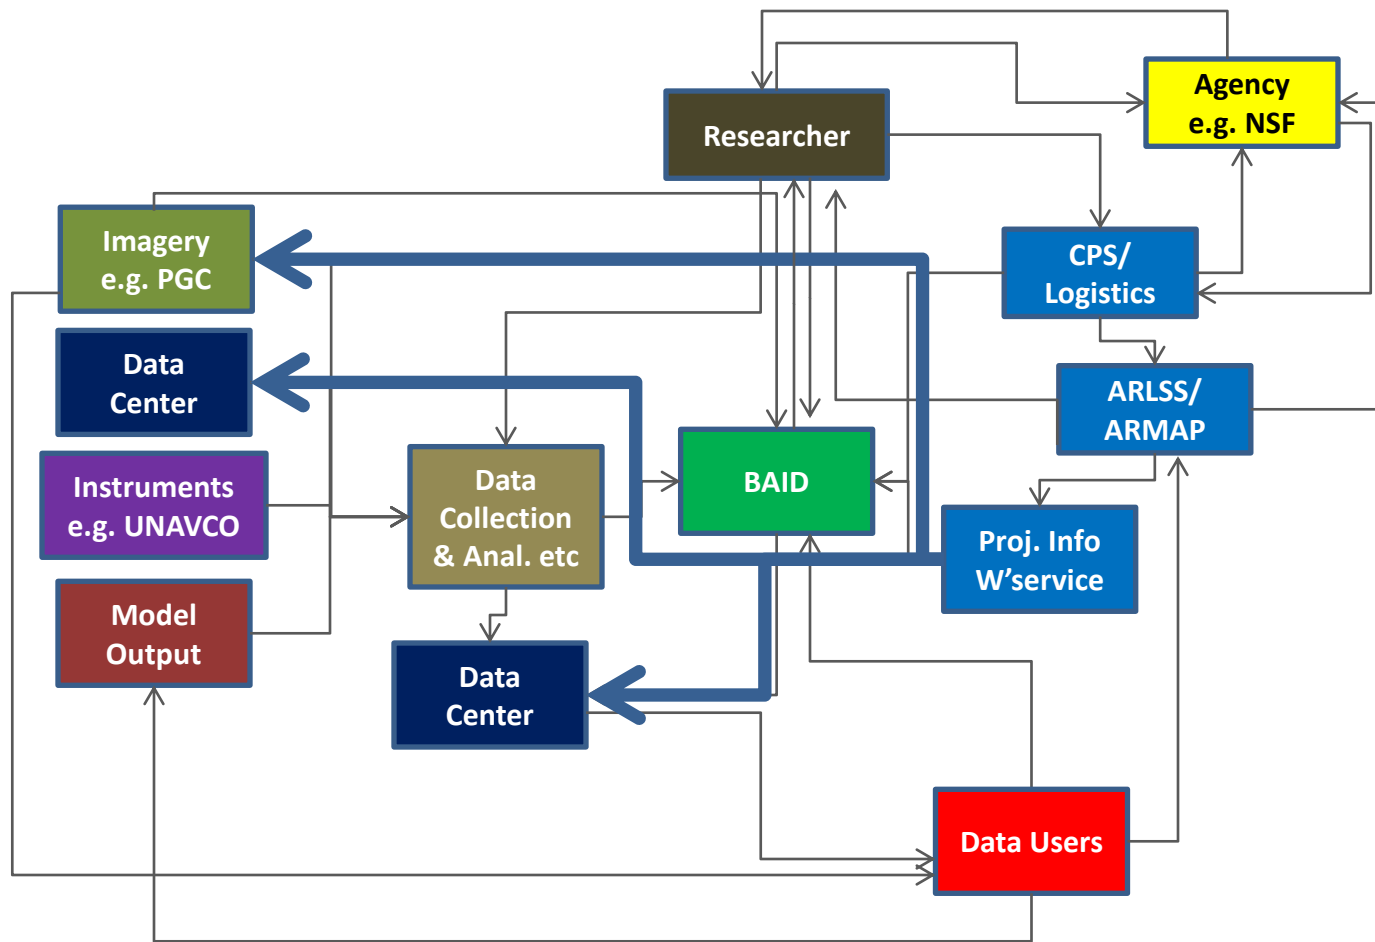 Agency
e.g. NSF
Researcher
Imagery
e.g. PGC
CPS/
Logistics
Data
Center
ARLSS/
ARMAP
Instruments
e.g. UNAVCO
Data
Collection
& Anal. etc
BAID
Proj. Info
W’service
Model
Output
Data
Center
Data Users